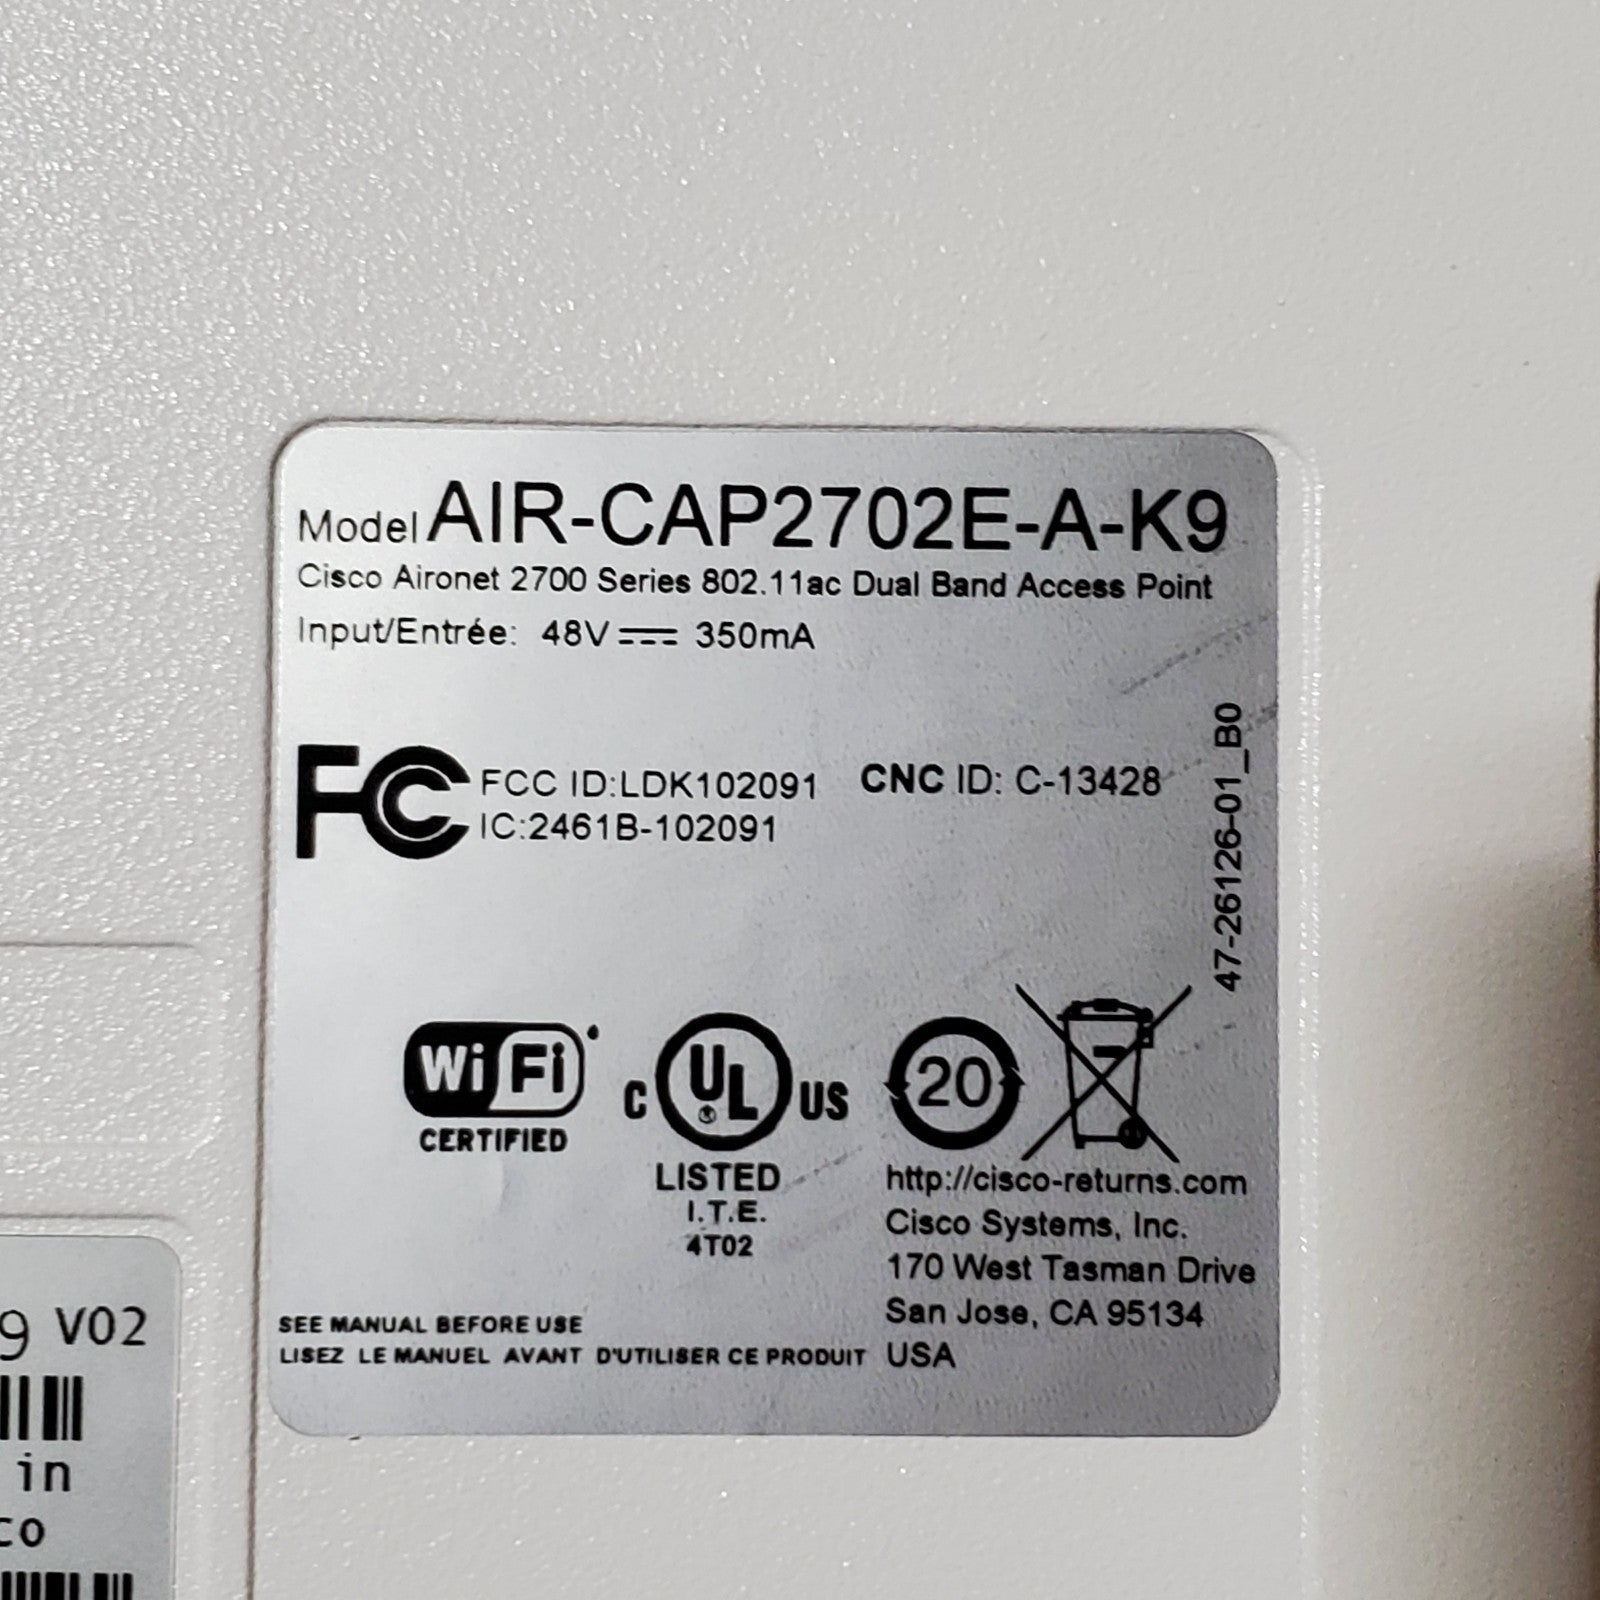 Model AIR-CAP2702E-A-K9
Cisco Aironet 2700 Series 802.11ac Dual Band Access Point
Input/Entrée: 48V 350mA
FC FCC ID:LDK102091 CNC ID: C-13428
IC:2461B-102091
47-26126-01_B0
Wi Fi
CERTIFIED
C UL US
LISTED
I.T.E.
4T02
20
http://cisco-returns.com
Cisco Systems, Inc.
170 West Tasman Drive
San Jose, CA 95134
USA
SEE MANUAL BEFORE USE
LISEZ LE MANUEL AVANT D'UTILISER CE PRODUIT
9 V02
in
co